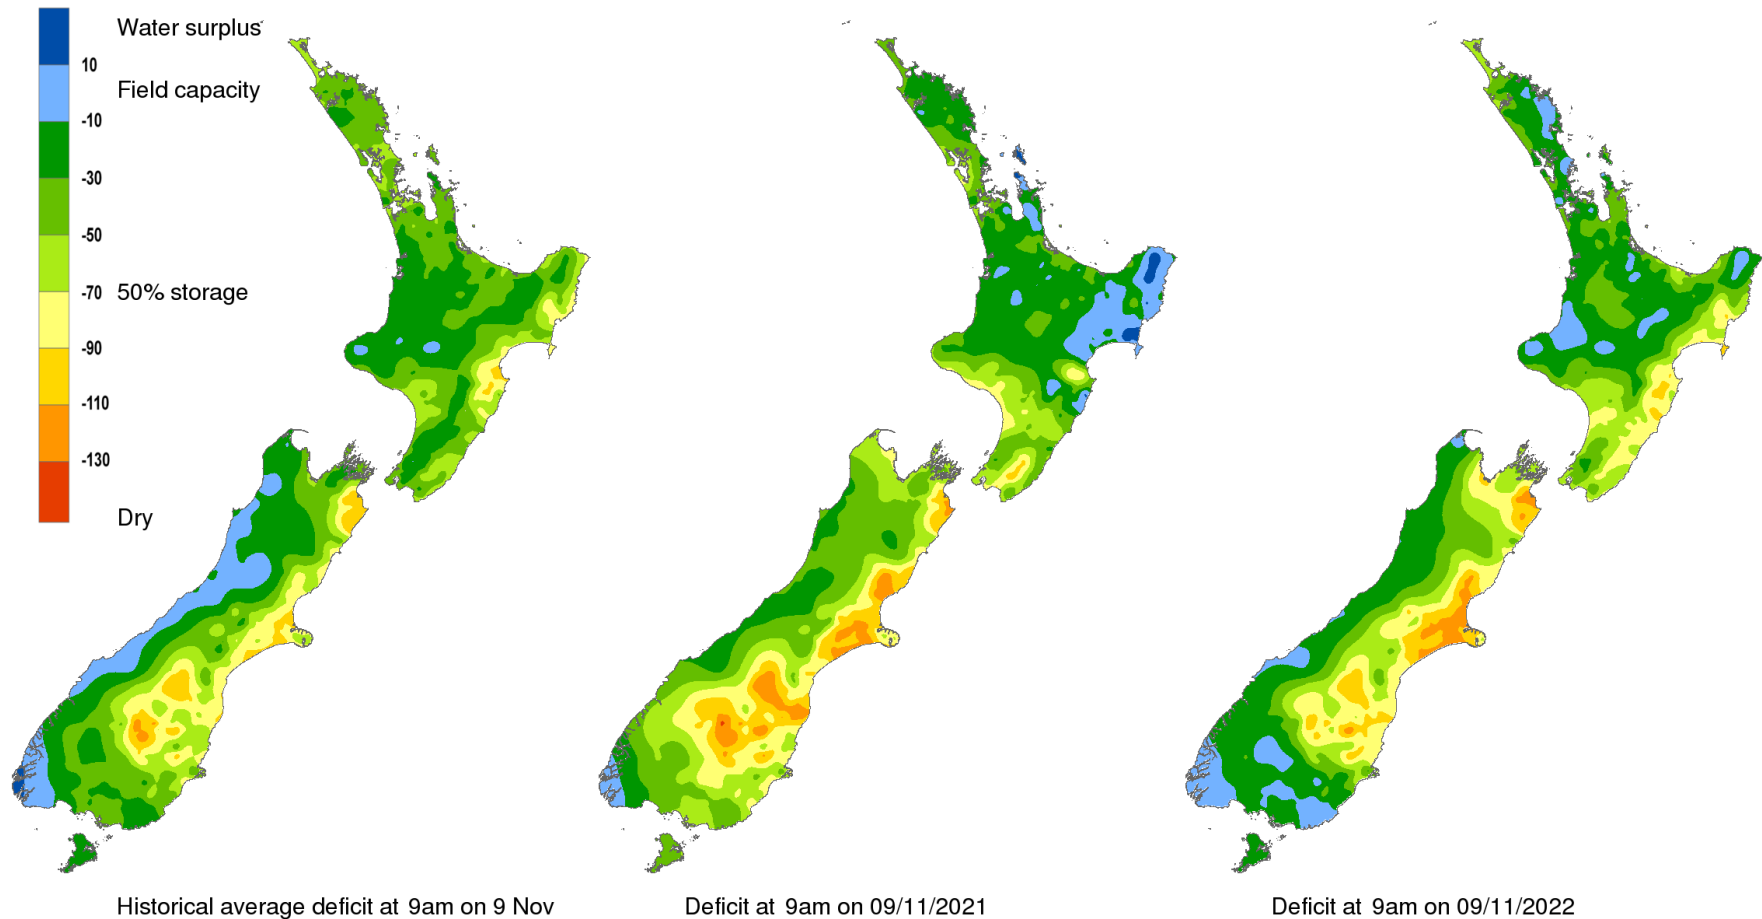 Water surplus
10
Field capacity
-10
-30
-50
-70
50% storage
-90
-110
-130
Dry
Historical average deficit at 9am on 9 Nov
Deficit at 9am on 09/11/2021
Deficit at 9am on 09/11/2022